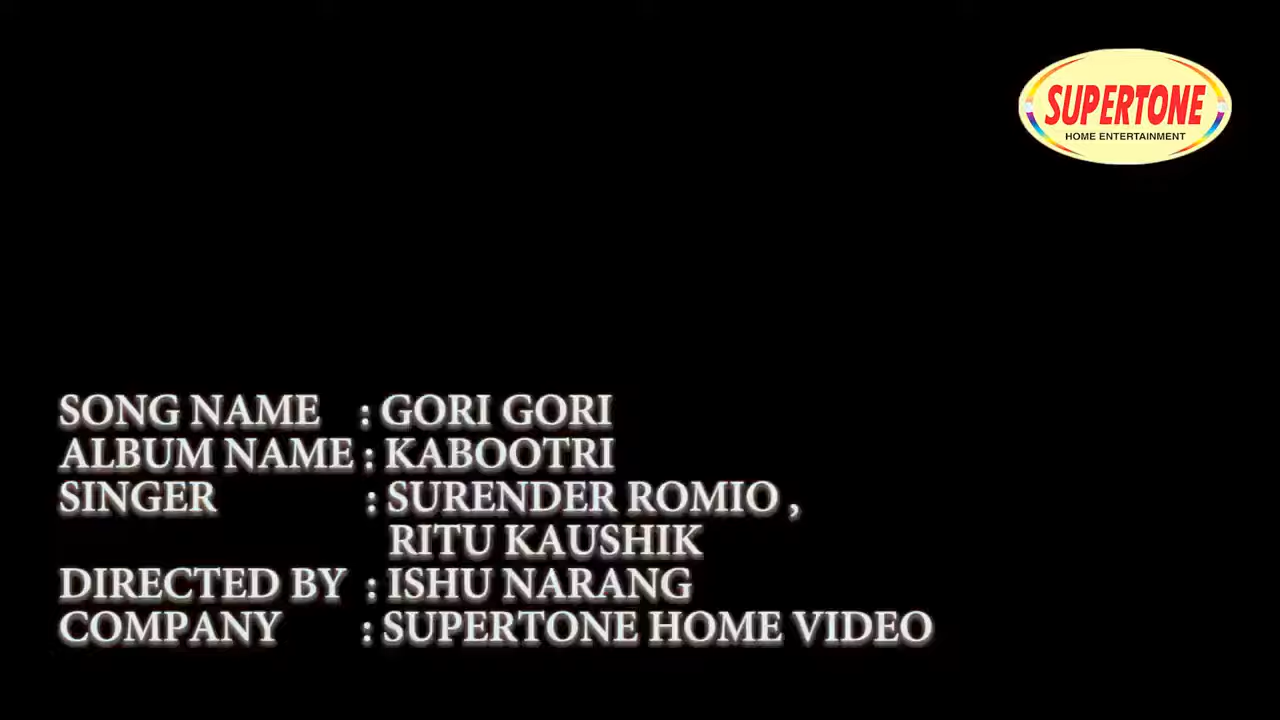 SUPERTONE
HOME ENTERTAINMENT
SONG NAME : GORI GORI
ALBUM NAME : KABOOTRI
SINGER : SURENDER ROMIO ,
RITU KAUSHIK
DIRECTED BY : ISHU NARANG
COMPANY : SUPERTONE HOME VIDEO